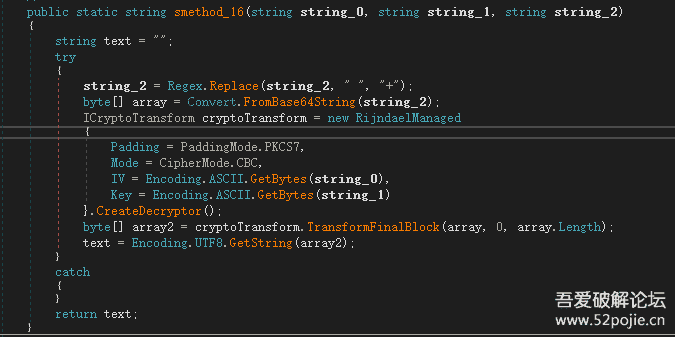 public static string smethod_16(string string_0, string string_1, string string_2)
{
    string text = "";
    try
    {
        string_2 = Regex.Replace(string_2, " ", "+");
        byte[] array = Convert.FromBase64String(string_2);
        ICryptoTransform cryptoTransform = new RijndaelManaged
        {
            Padding = PaddingMode.PKCS7,
            Mode = CipherMode.CBC,
            IV = Encoding.ASCII.GetBytes(string_0),
            Key = Encoding.ASCII.GetBytes(string_1)
        }.CreateDecryptor();
        byte[] array2 = cryptoTransform.TransformFinalBlock(array, 0, array.Length);
        text = Encoding.UTF8.GetString(array2);
    }
    catch
    {
    }
    return text;
}
吾爱破解论坛
www.52pojie.cn